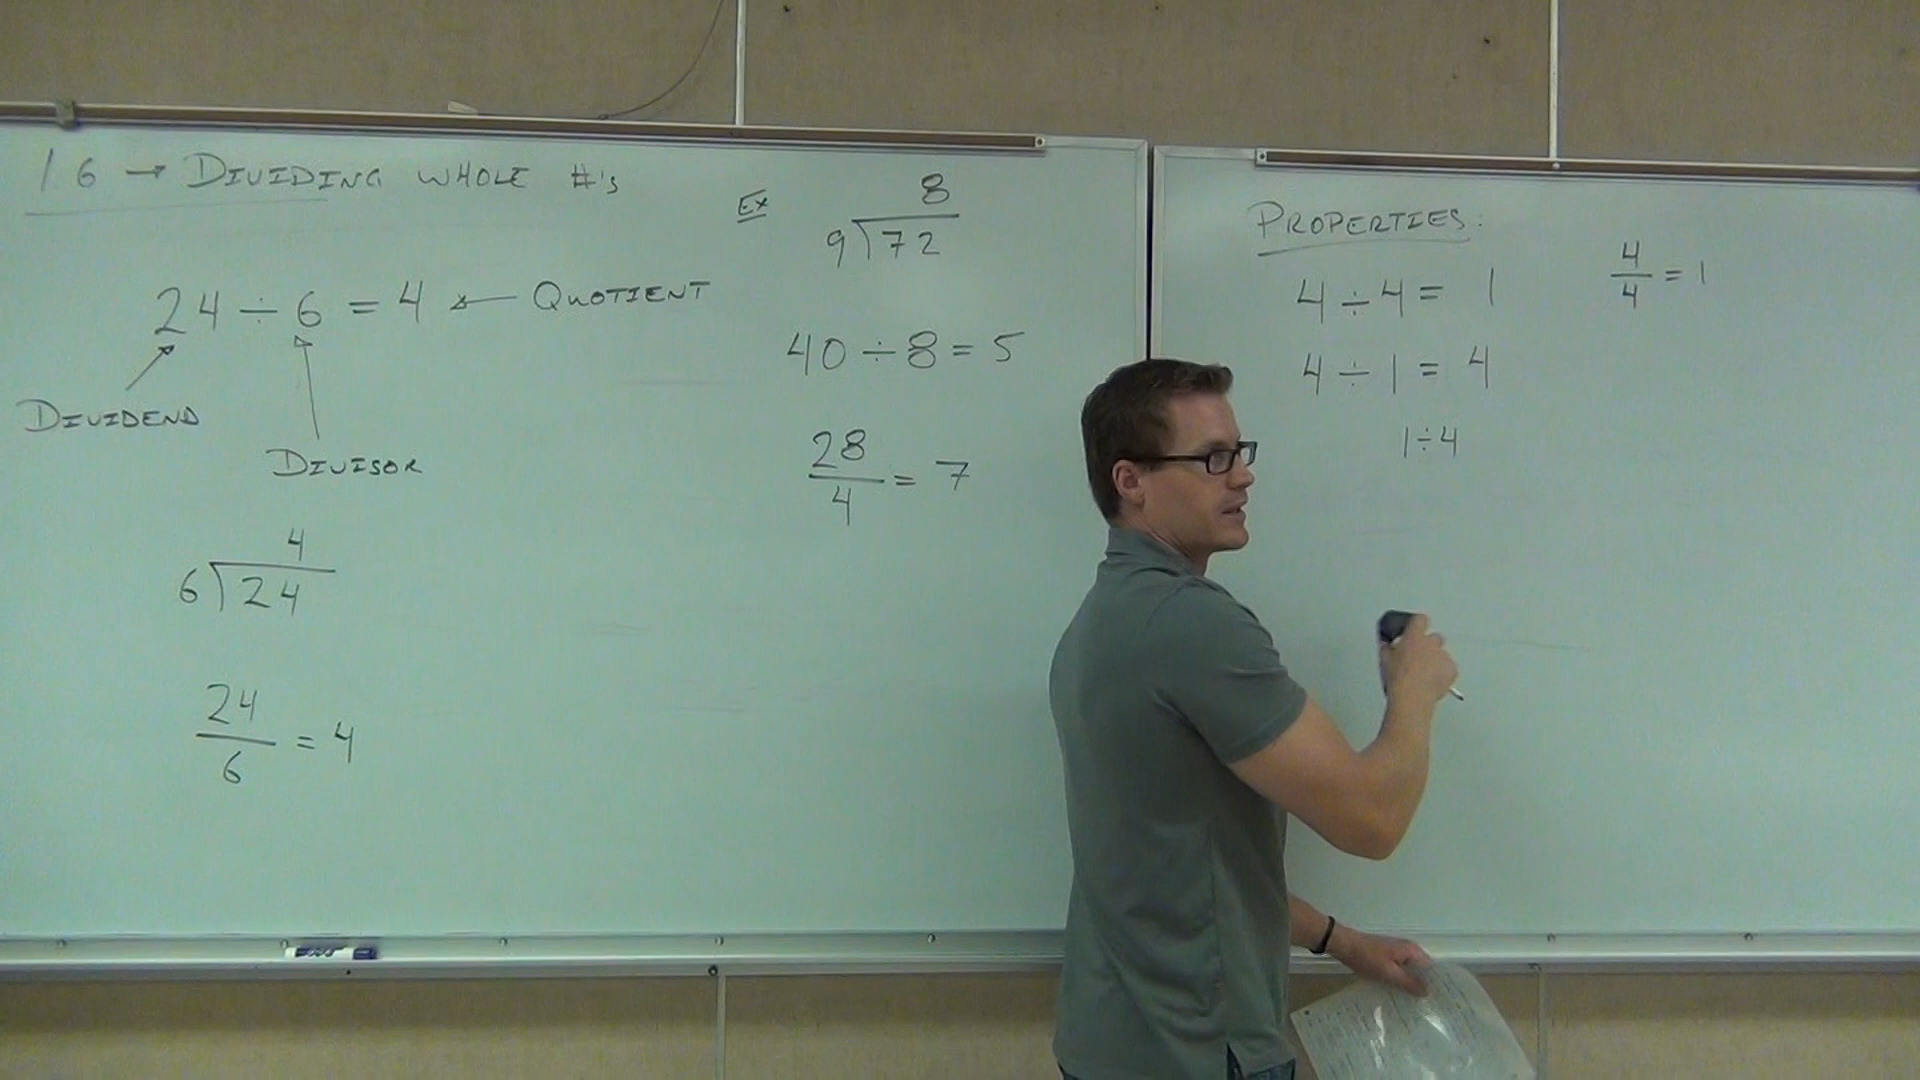 1 6 → DIVIDING WHOLE #'s
24 ÷ 6 = 4 ← QUOTIENT
DIVIDEND
DIVISOR
4
6 ⟌ 24
24
6
= 4
Ex
8
9 ⟌ 72
40 ÷ 8 = 5
28
4
= 7
PROPERTIES:
4 ÷ 4 = 1
4
4
= 1
4 ÷ 1 = 4
1 ÷ 4